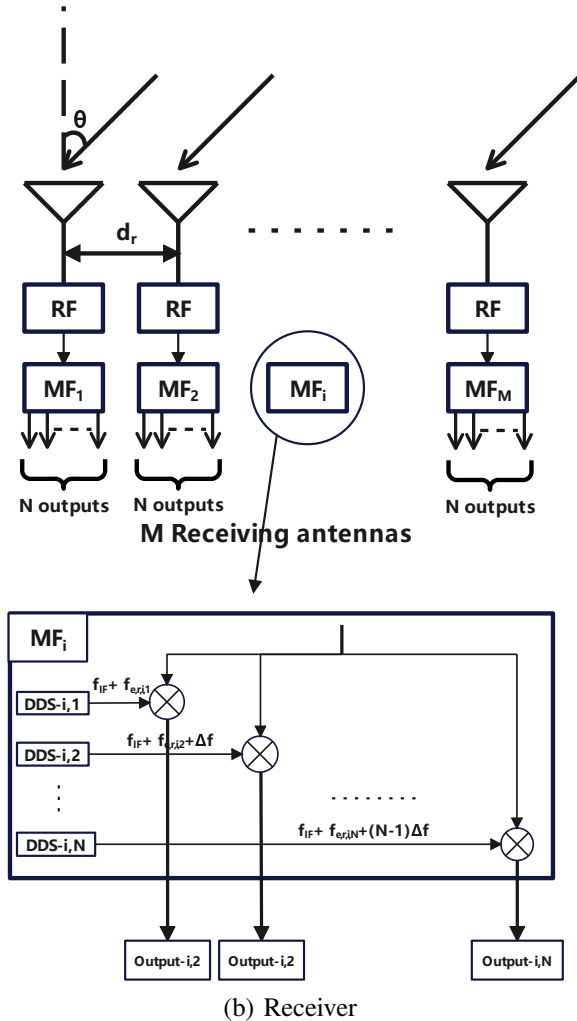 θ
d_r
RF RF RF
MF_1 MF_2 MF_i MF_M
N outputs N outputs N outputs
M Receiving antennas
MF_i
DDS-i,1 f_IF+ f_e,r,i1
DDS-i,2 f_IF+ f_e,r,i2+Δf
DDS-i,N f_IF+ f_e,r,iN+(N-1)Δf
Output-i,2 Output-i,2 Output-i,N
(b) Receiver